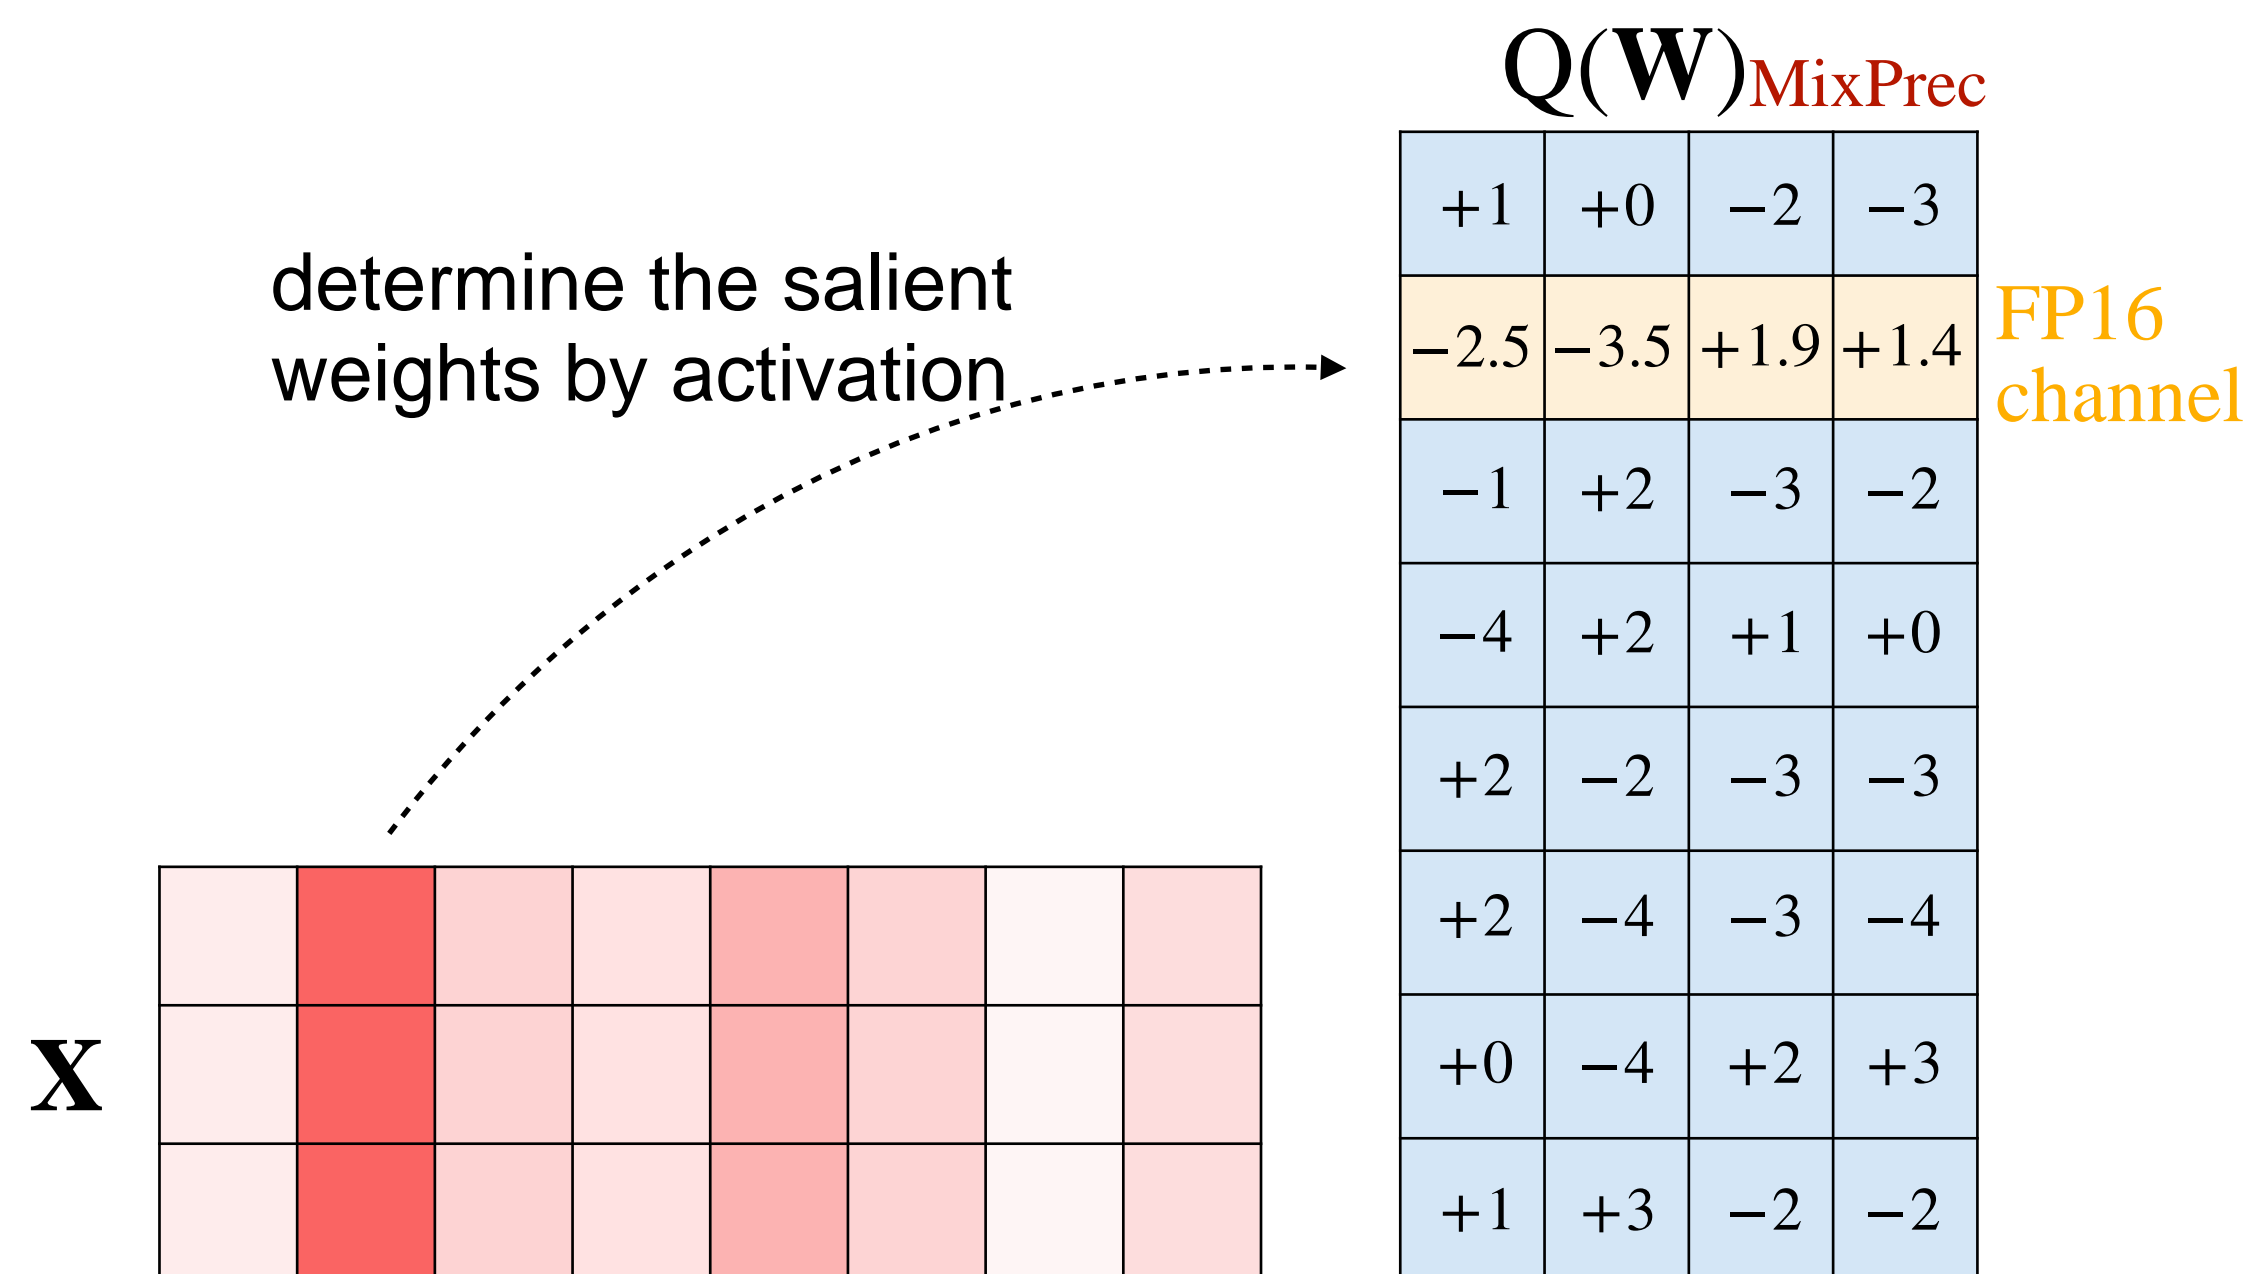 Q(W)MixPrec
+1 +0 −2 −3
determine the salient
weights by activation
−2.5 −3.5 +1.9 +1.4
FP16
channel
−1 +2 −3 −2
−4 +2 +1 +0
+2 −2 −3 −3
+2 −4 −3 −4
X
+0 −4 +2 +3
+1 +3 −2 −2